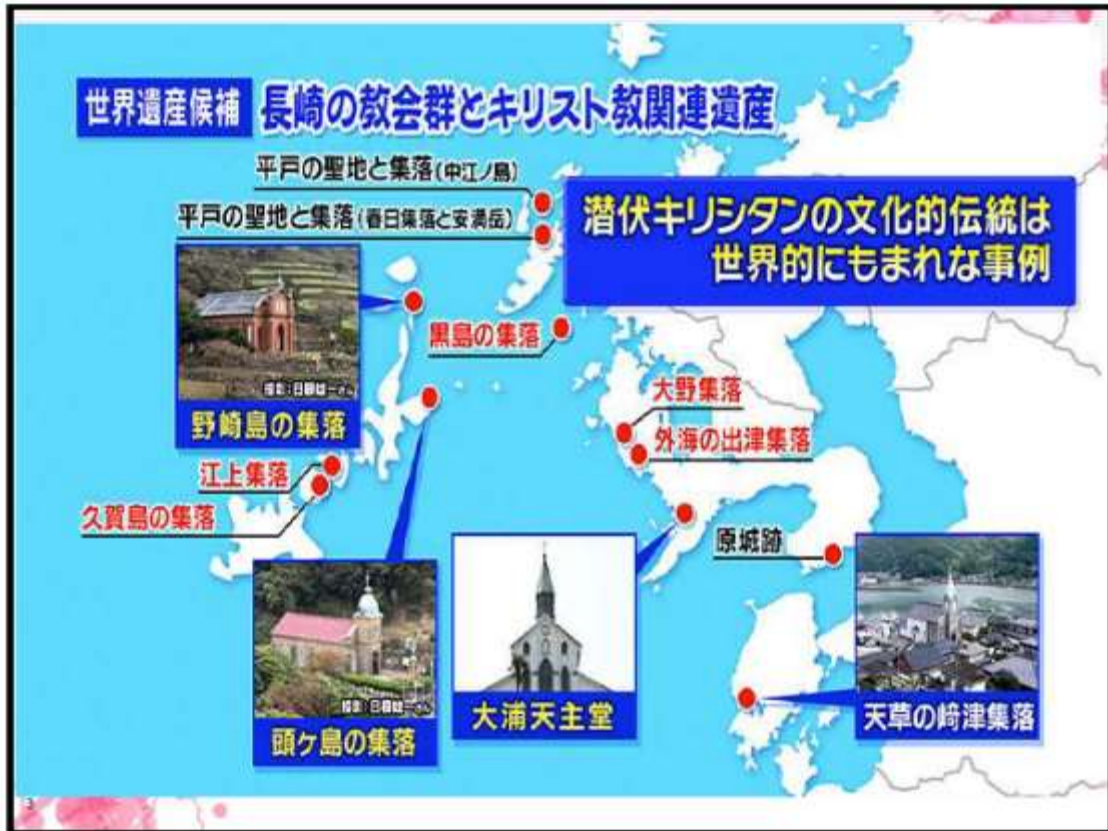 世界遺産候補 長崎の教会群とキリスト教関連遺産
平戸の聖地と集落(中江ノ島)
平戸の聖地と集落(春日集落と安満岳)
潜伏キリシタンの文化的伝統は
世界的にもまれな事例
黒島の集落
野崎島の集落
大野集落
外海の出津集落
江上集落
久賀島の集落
原城跡
頭ヶ島の集落
大浦天主堂
天草の﨑津集落
3